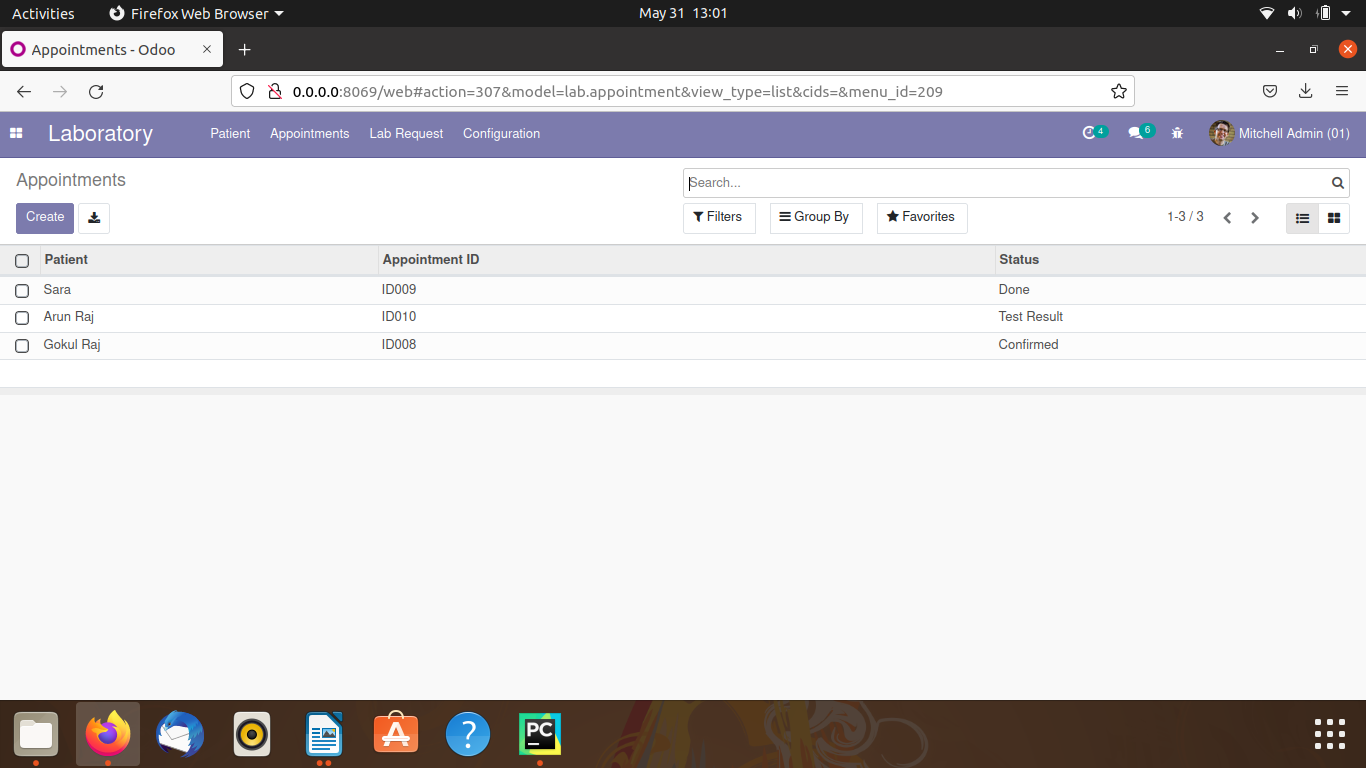 Activities Firefox Web Browser May 31 13:01
Appointments - Odoo
0.0.0.0:8069/web#action=307&model=lab.appointment&view_type=list&cids=&menu_id=209
Laboratory Patient Appointments Lab Request Configuration 4 6 Mitchell Admin (01)
Appointments Search...
Create Filters Group By Favorites 1-3 / 3
Patient Appointment ID Status
Sara ID009 Done
Arun Raj ID010 Test Result
Gokul Raj ID008 Confirmed
A ? PC